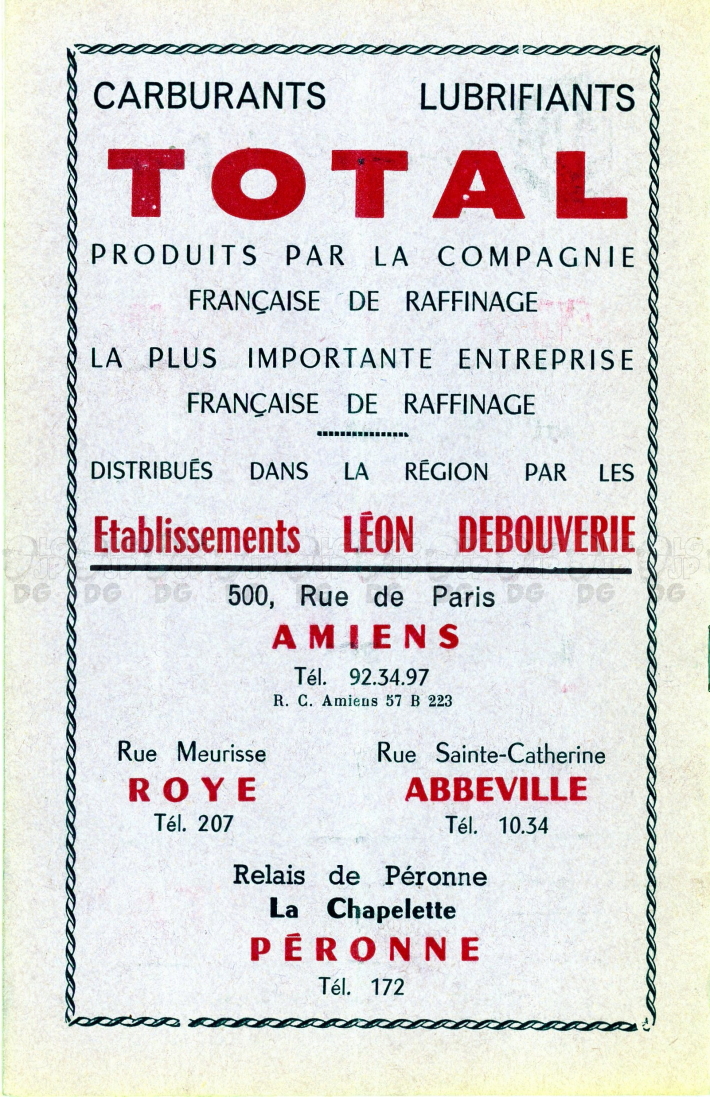 CARBURANTS LUBRIFIANTS
TOTAL
PRODUITS PAR LA COMPAGNIE
FRANÇAISE DE RAFFINAGE
LA PLUS IMPORTANTE ENTREPRISE
FRANÇAISE DE RAFFINAGE
DISTRIBUÉS DANS LA RÉGION PAR LES
Etablissements LÉON DEBOUVERIE
500, Rue de Paris
AMIENS
Tél. 92.34.97
R. C. Amiens 57 B 223
Rue Meurisse
ROYE
Tél. 207
Rue Sainte-Catherine
ABBEVILLE
Tél. 10.34
Relais de Péronne
La Chapelette
PÉRONNE
Tél. 172